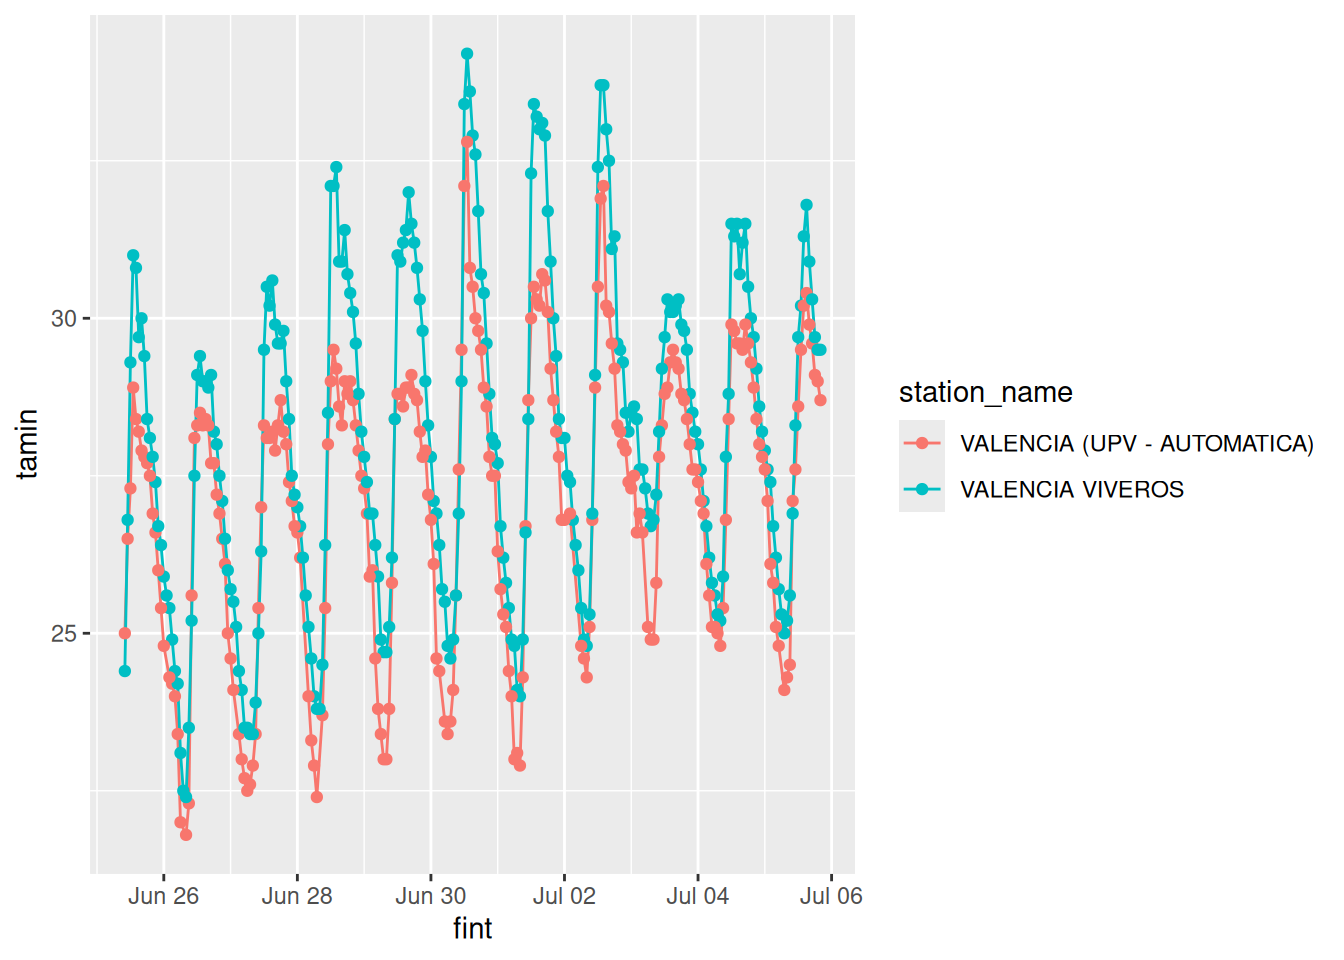 tamin
30
25
Jun 26
Jun 28
Jun 30
Jul 02
Jul 04
Jul 06
fint
station_name
VALENCIA (UPV - AUTOMATICA)
VALENCIA VIVEROS